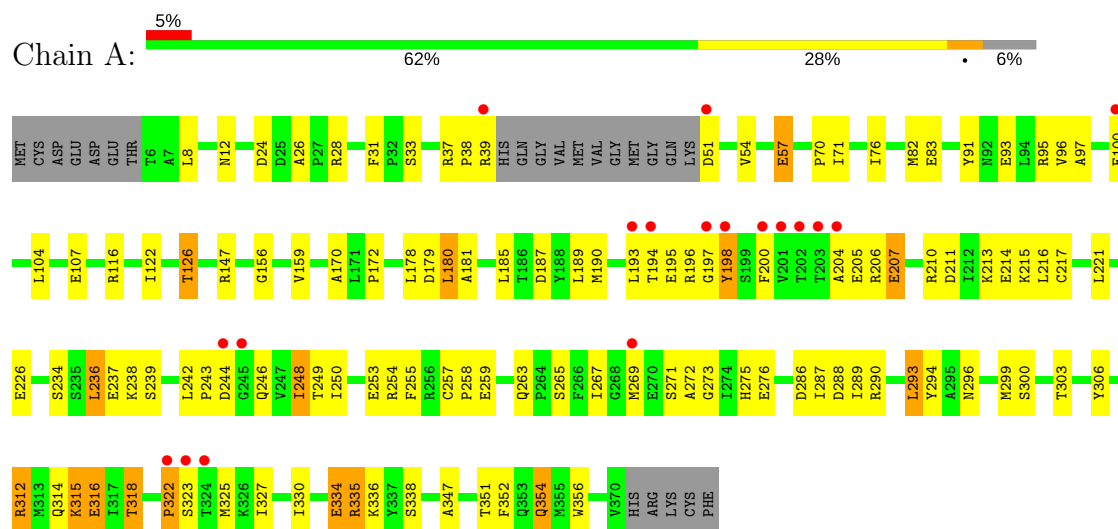 5%
Chain A:
62% 28% • 6%
MET CYS ASP GLU ASP GLU THR T6 A7 L8 N12 D24 D25 A26 P27 R28 F31 P32 S33 R37 P38 R39 HIS GLN GLY VAL MET VAL GLY MET GLY GLN LYS D51 V54 E57 P70 I71 I76 M82 E83 Y91 N92 E93 L94 R95 V96 A97 E100
L104 E107 R116 I122 T126 R147 G156 V159 A170 L171 P172 L178 D179 L180 A181 L185 T186 D187 Y188 L189 M190 L193 T194 E195 R196 G197 Y198 S199 F200 V201 T202 T203 A204 E205 R206 E207 R210 D211 I212 K213 E214 K215 L216 C217 L221
E226 S234 S235 L236 E237 K238 S239 L242 P243 D244 G245 Q246 V247 I248 T249 I250 E253 R254 F255 R256 C257 P258 E259 Q263 P264 S265 F266 I267 G268 M269 E270 S271 A272 G273 I274 H275 E276 D286 I287 D288 I289 R290 L293 Y294 A295 N296 M299 S300 T303 Y306
R312 M313 Q314 K315 E316 I317 T318 P322 S323 T324 M325 K326 I327 I330 E334 R335 K336 Y337 S338 A347 T351 F352 Q353 Q354 M355 W356 V370 HIS ARG LYS CYS PHE